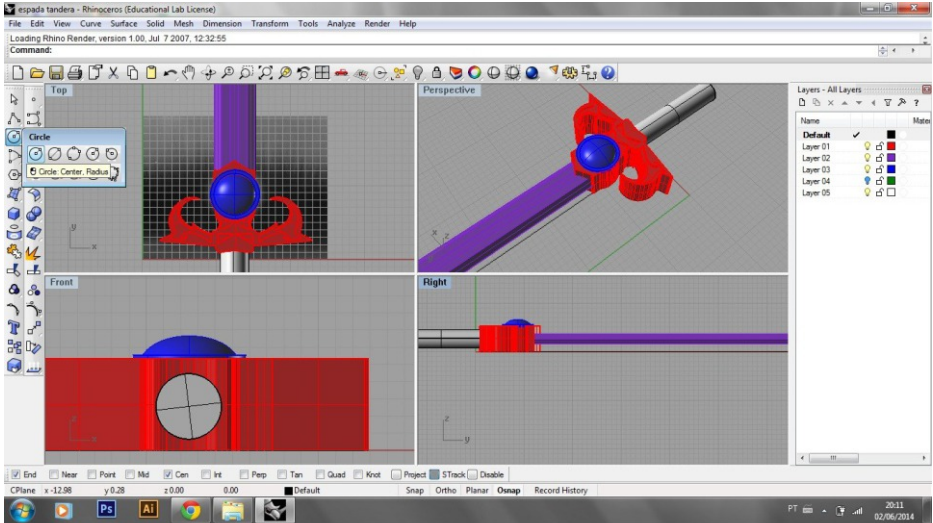 espada tandera - Rhinoceros (Educational Lab License)
File Edit View Curve Surface Solid Mesh Dimension Transform Tools Analyze Render Help
Loading Rhino Render, version 1.00, Jul 7 2007, 12:32:55
Command:
Top
Perspective
Layers - All Layers
Circle
Circle: Center, Radius
Name
Default
Layer 01
Layer 02
Layer 03
Layer 04
Layer 05
y
x
x z
Front
Right
z
x
z
y
End Near Point Mid Cen Int Perp Tan Quad Knot Project STrack Disable
CPlane x -12.98 y 0.28 z 0.00 0.00 Default Snap Ortho Planar Osnap Record History
Ps Ai
PT
20:11
02/06/2014